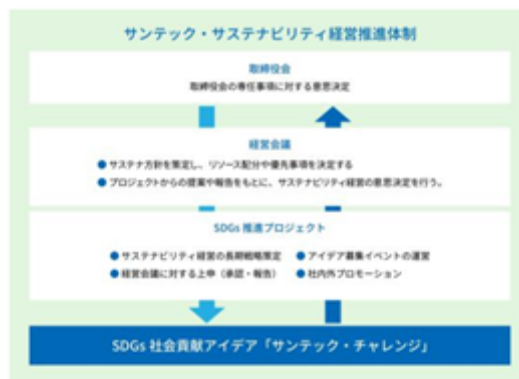 サンテック・サステナビリティ経営推進体制
取締役会
取締役会の専任事項に対する意思決定
経営会議
● サステナ方針を策定し、リソース配分や優先事項を決定する
● プロジェクトからの提案や報告をもとに、サステナビリティ経営の意思決定を行う。
SDGs 推進プロジェクト
● サステナビリティ経営の長期戦略策定 ● アイデア募集イベントの運営
● 経営会議に対する上申（承認・報告） ● 社内外プロモーション
SDGs 社会貢献アイデア「サンテック・チャレンジ」